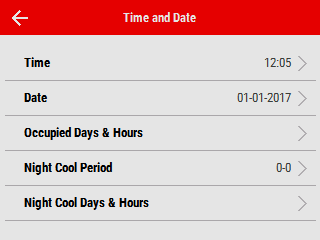 Time and Date
Time 12:05
Date 01-01-2017
Occupied Days & Hours
Night Cool Period 0-0
Night Cool Days & Hours